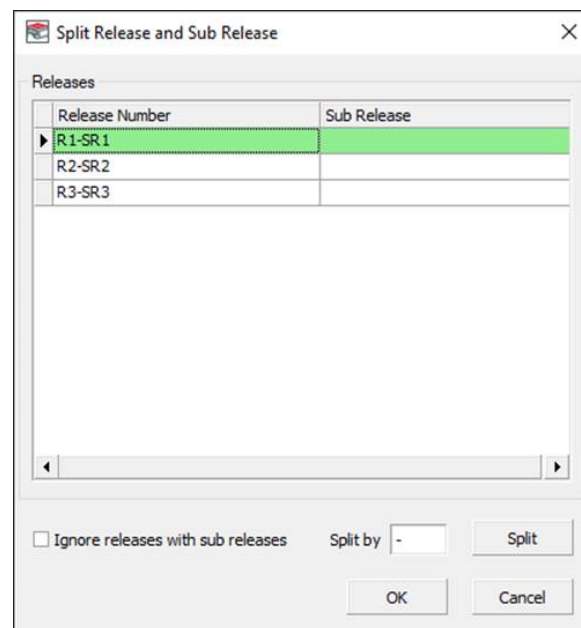 Split Release and Sub Release
Releases
Release Number Sub Release
R1-SR1
R2-SR2
R3-SR3
Ignore releases with sub releases Split by - Split
OK Cancel